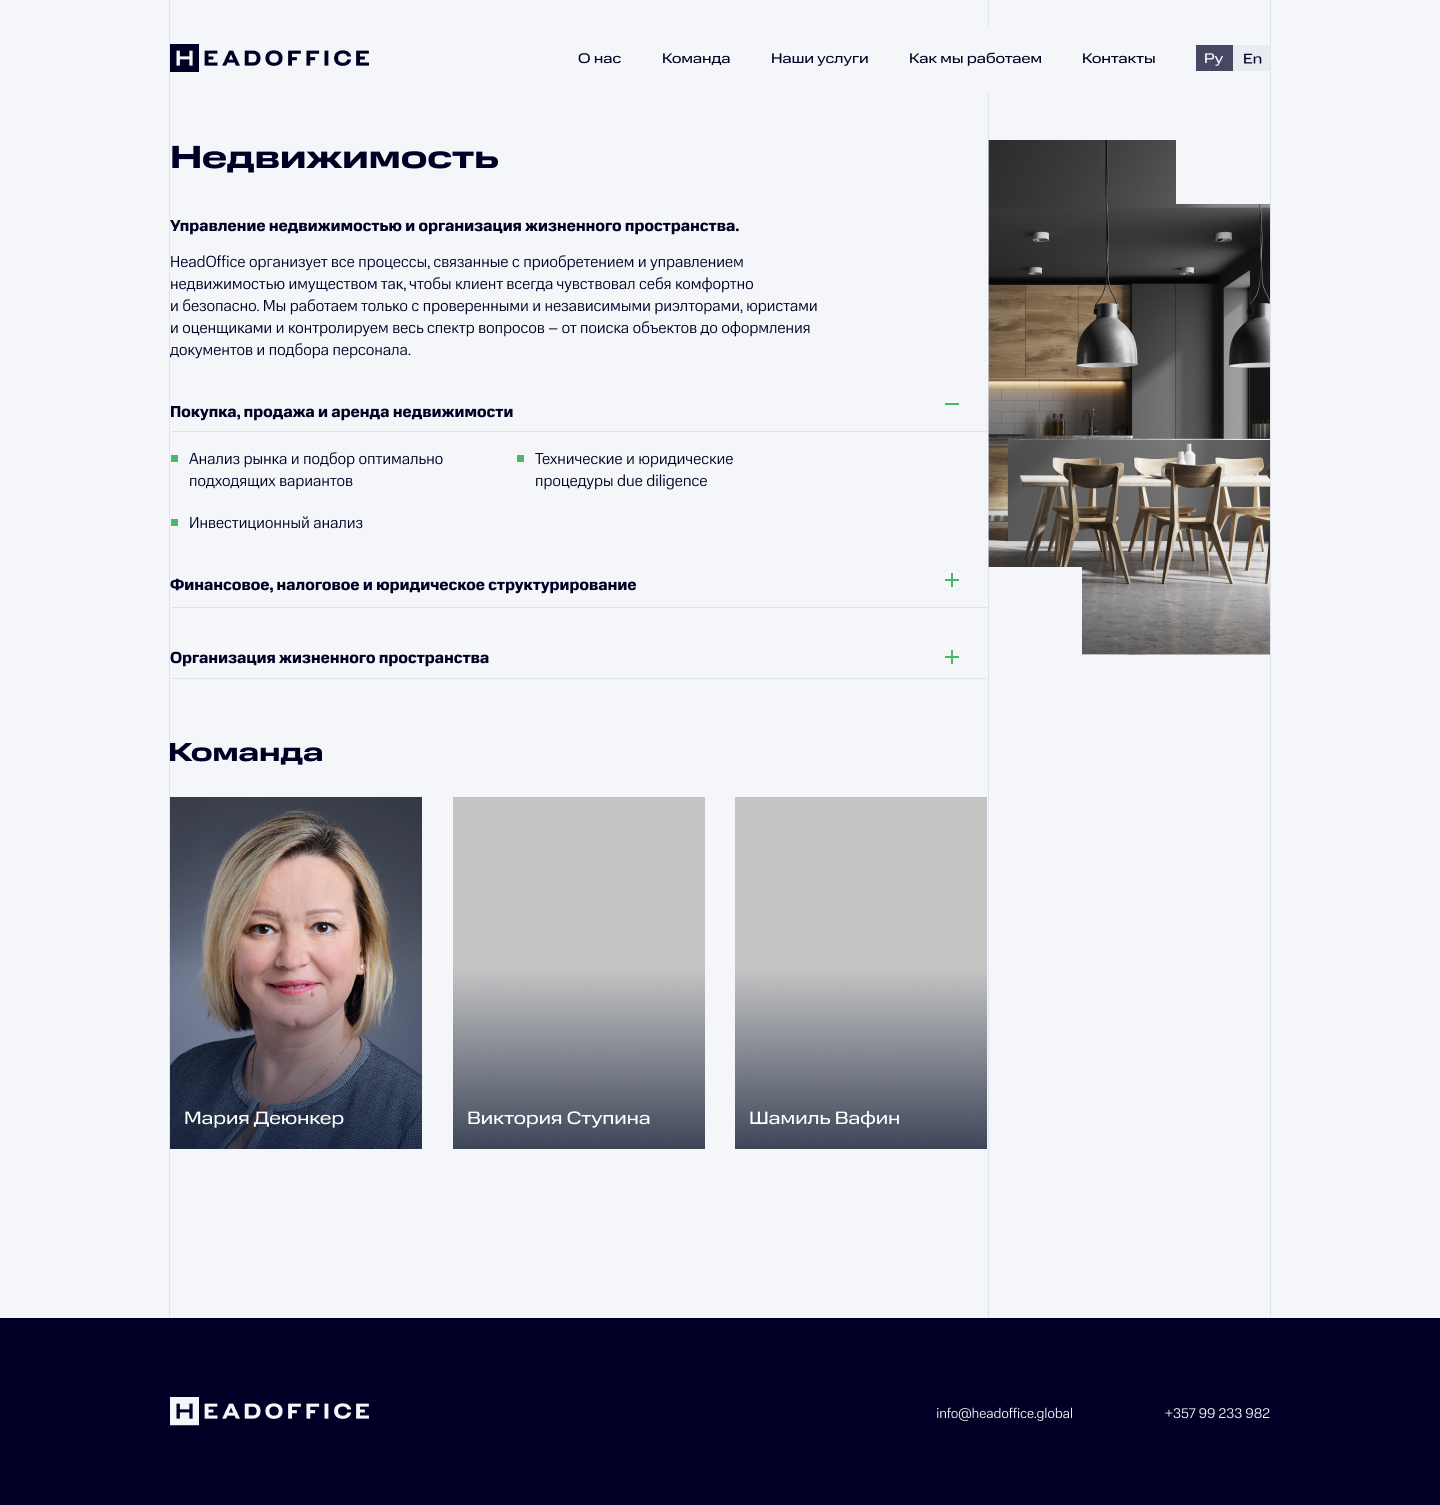 HEADOFFICE
О нас Команда Наши услуги Как мы работаем Контакты Ру En
Недвижимость
Управление недвижимостью и организация жизненного пространства.
HeadOffice организует все процессы, связанные с приобретением и управлением
недвижимостью имуществом так, чтобы клиент всегда чувствовал себя комфортно
и безопасно. Мы работаем только с проверенными и независимыми риэлторами, юристами
и оценщиками и контролируем весь спектр вопросов – от поиска объектов до оформления
документов и подбора персонала.
Покупка, продажа и аренда недвижимости
Анализ рынка и подбор оптимально
подходящих вариантов
Технические и юридические
процедуры due diligence
Инвестиционный анализ
Финансовое, налоговое и юридическое структурирование
Организация жизненного пространства
Команда
Мария Деюнкер
Виктория Ступина
Шамиль Вафин
HEADOFFICE
info@headoffice.global
+357 99 233 982